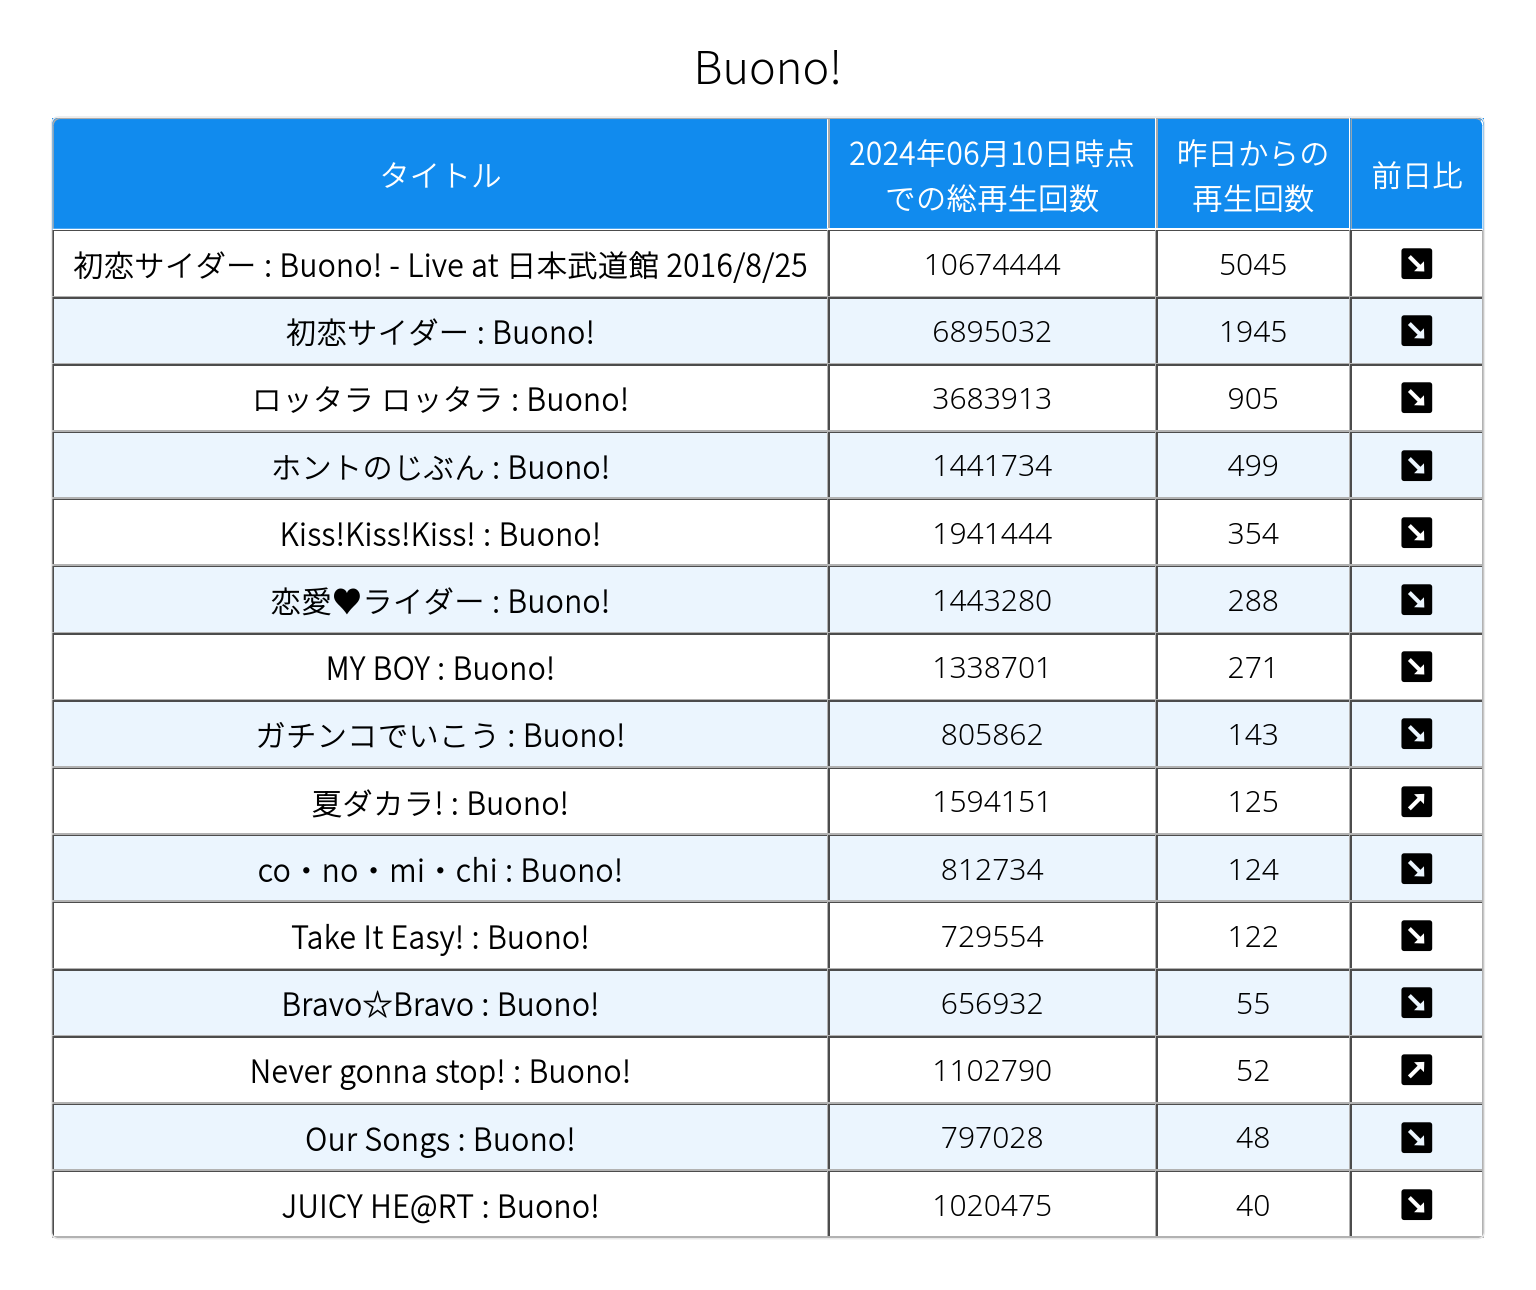 Buono!
タイトル 2024年06月10日時点 昨日からの 前日比
での総再生回数 再生回数
初恋サイダー : Buono! - Live at 日本武道館 2016/8/25 10674444 5045 ↘
初恋サイダー : Buono! 6895032 1945 ↘
ロッタラ ロッタラ : Buono! 3683913 905 ↘
ホントのじぶん : Buono! 1441734 499 ↘
Kiss!Kiss!Kiss! : Buono! 1941444 354 ↘
恋愛♥ライダー : Buono! 1443280 288 ↘
MY BOY : Buono! 1338701 271 ↘
ガチンコでいこう : Buono! 805862 143 ↘
夏ダカラ! : Buono! 1594151 125 ↗
co・no・mi・chi : Buono! 812734 124 ↘
Take It Easy! : Buono! 729554 122 ↘
Bravo☆Bravo : Buono! 656932 55 ↘
Never gonna stop! : Buono! 1102790 52 ↗
Our Songs : Buono! 797028 48 ↘
JUICY HE@RT : Buono! 1020475 40 ↘